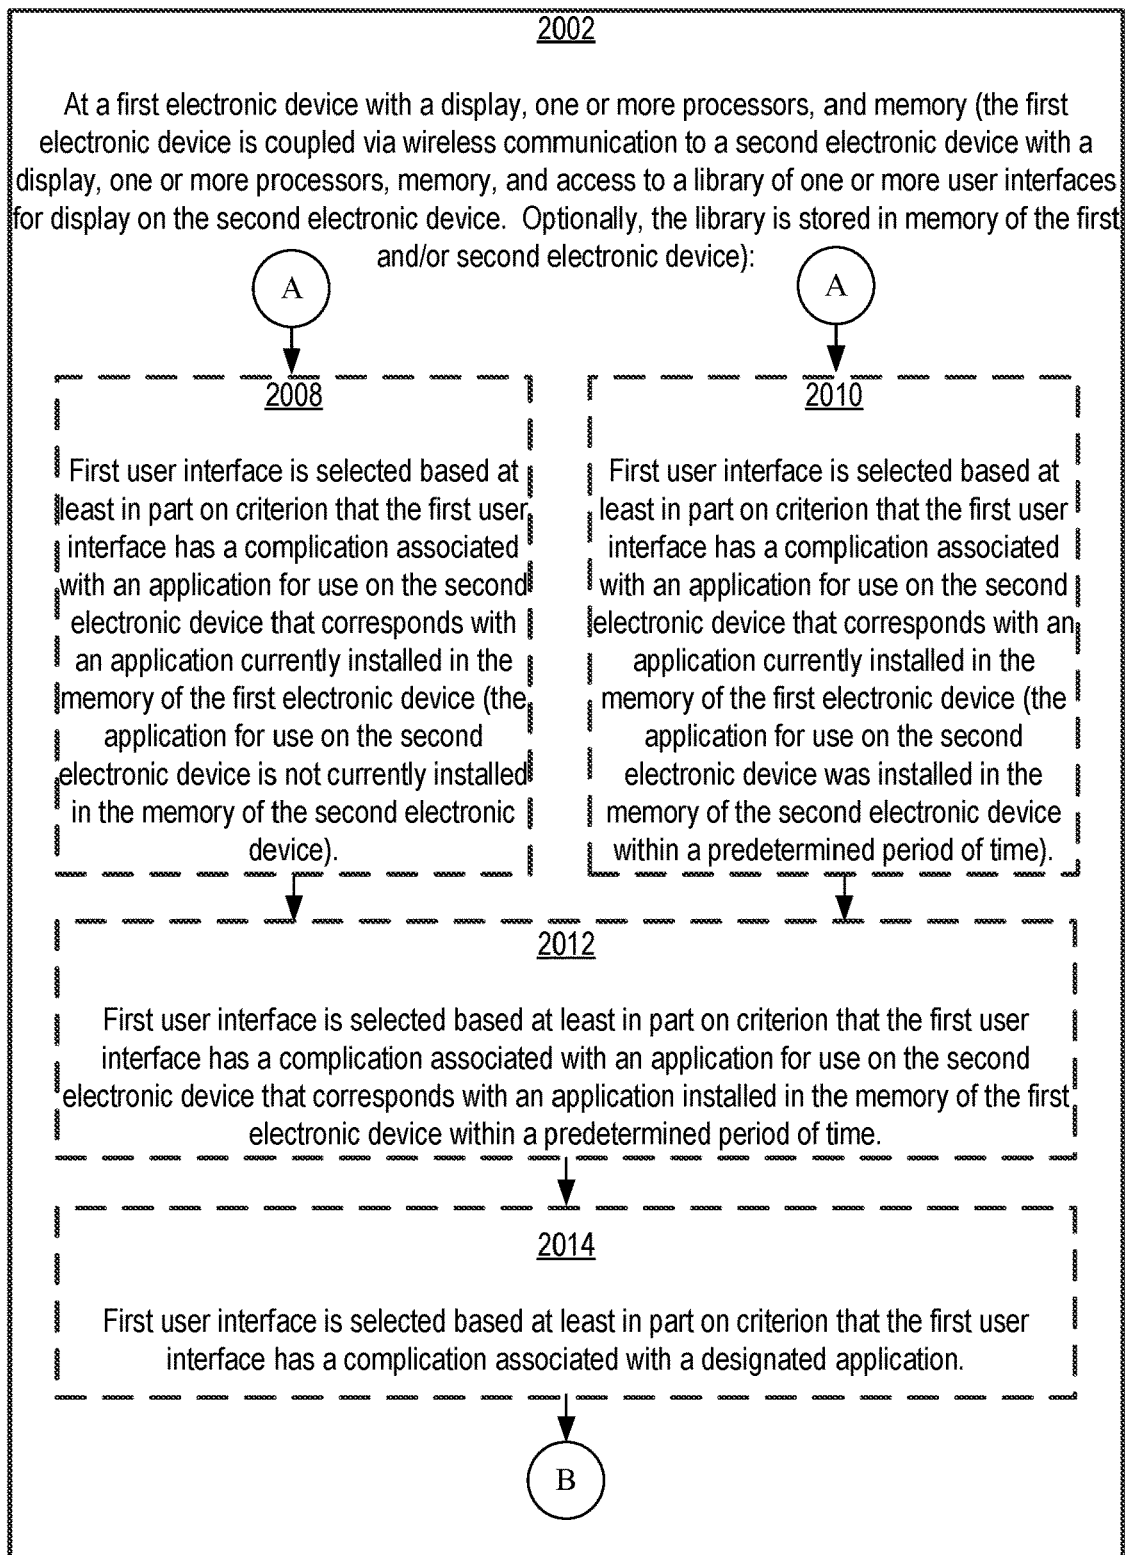 2002
At a first electronic device with a display, one or more processors, and memory (the first
electronic device is coupled via wireless communication to a second electronic device with a
display, one or more processors, memory, and access to a library of one or more user interfaces
for display on the second electronic device.  Optionally, the library is stored in memory of the first
and/or second electronic device):
A
A
2008
First user interface is selected based at
least in part on criterion that the first user
interface has a complication associated
with an application for use on the second
electronic device that corresponds with
an application currently installed in the
memory of the first electronic device (the
application for use on the second
electronic device is not currently installed
in the memory of the second electronic
device).
2010
First user interface is selected based at
least in part on criterion that the first user
interface has a complication associated
with an application for use on the second
electronic device that corresponds with an
application currently installed in the
memory of the first electronic device (the
application for use on the second
electronic device was installed in the
memory of the second electronic device
within a predetermined period of time).
2012
First user interface is selected based at least in part on criterion that the first user
interface has a complication associated with an application for use on the second
electronic device that corresponds with an application installed in the memory of the first
electronic device within a predetermined period of time.
2014
First user interface is selected based at least in part on criterion that the first user
interface has a complication associated with a designated application.
B